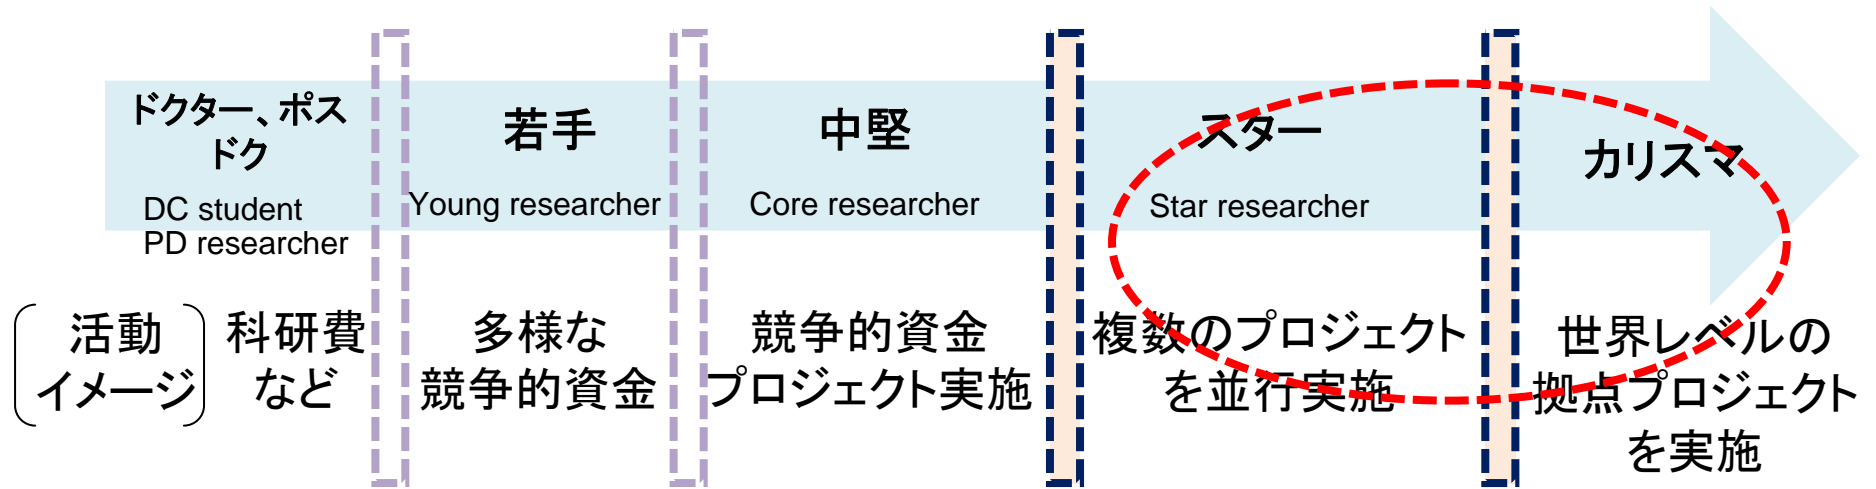 ドクター、ポス
ドク
DC student
PD researcher
若手
Young researcher
中堅
Core researcher
スター
Star researcher
カリスマ
活動
イメージ
科研費
など
多様な
競争的資金
競争的資金
プロジェクト実施
複数のプロジェクト
を並行実施
世界レベルの
拠点プロジェクト
を実施